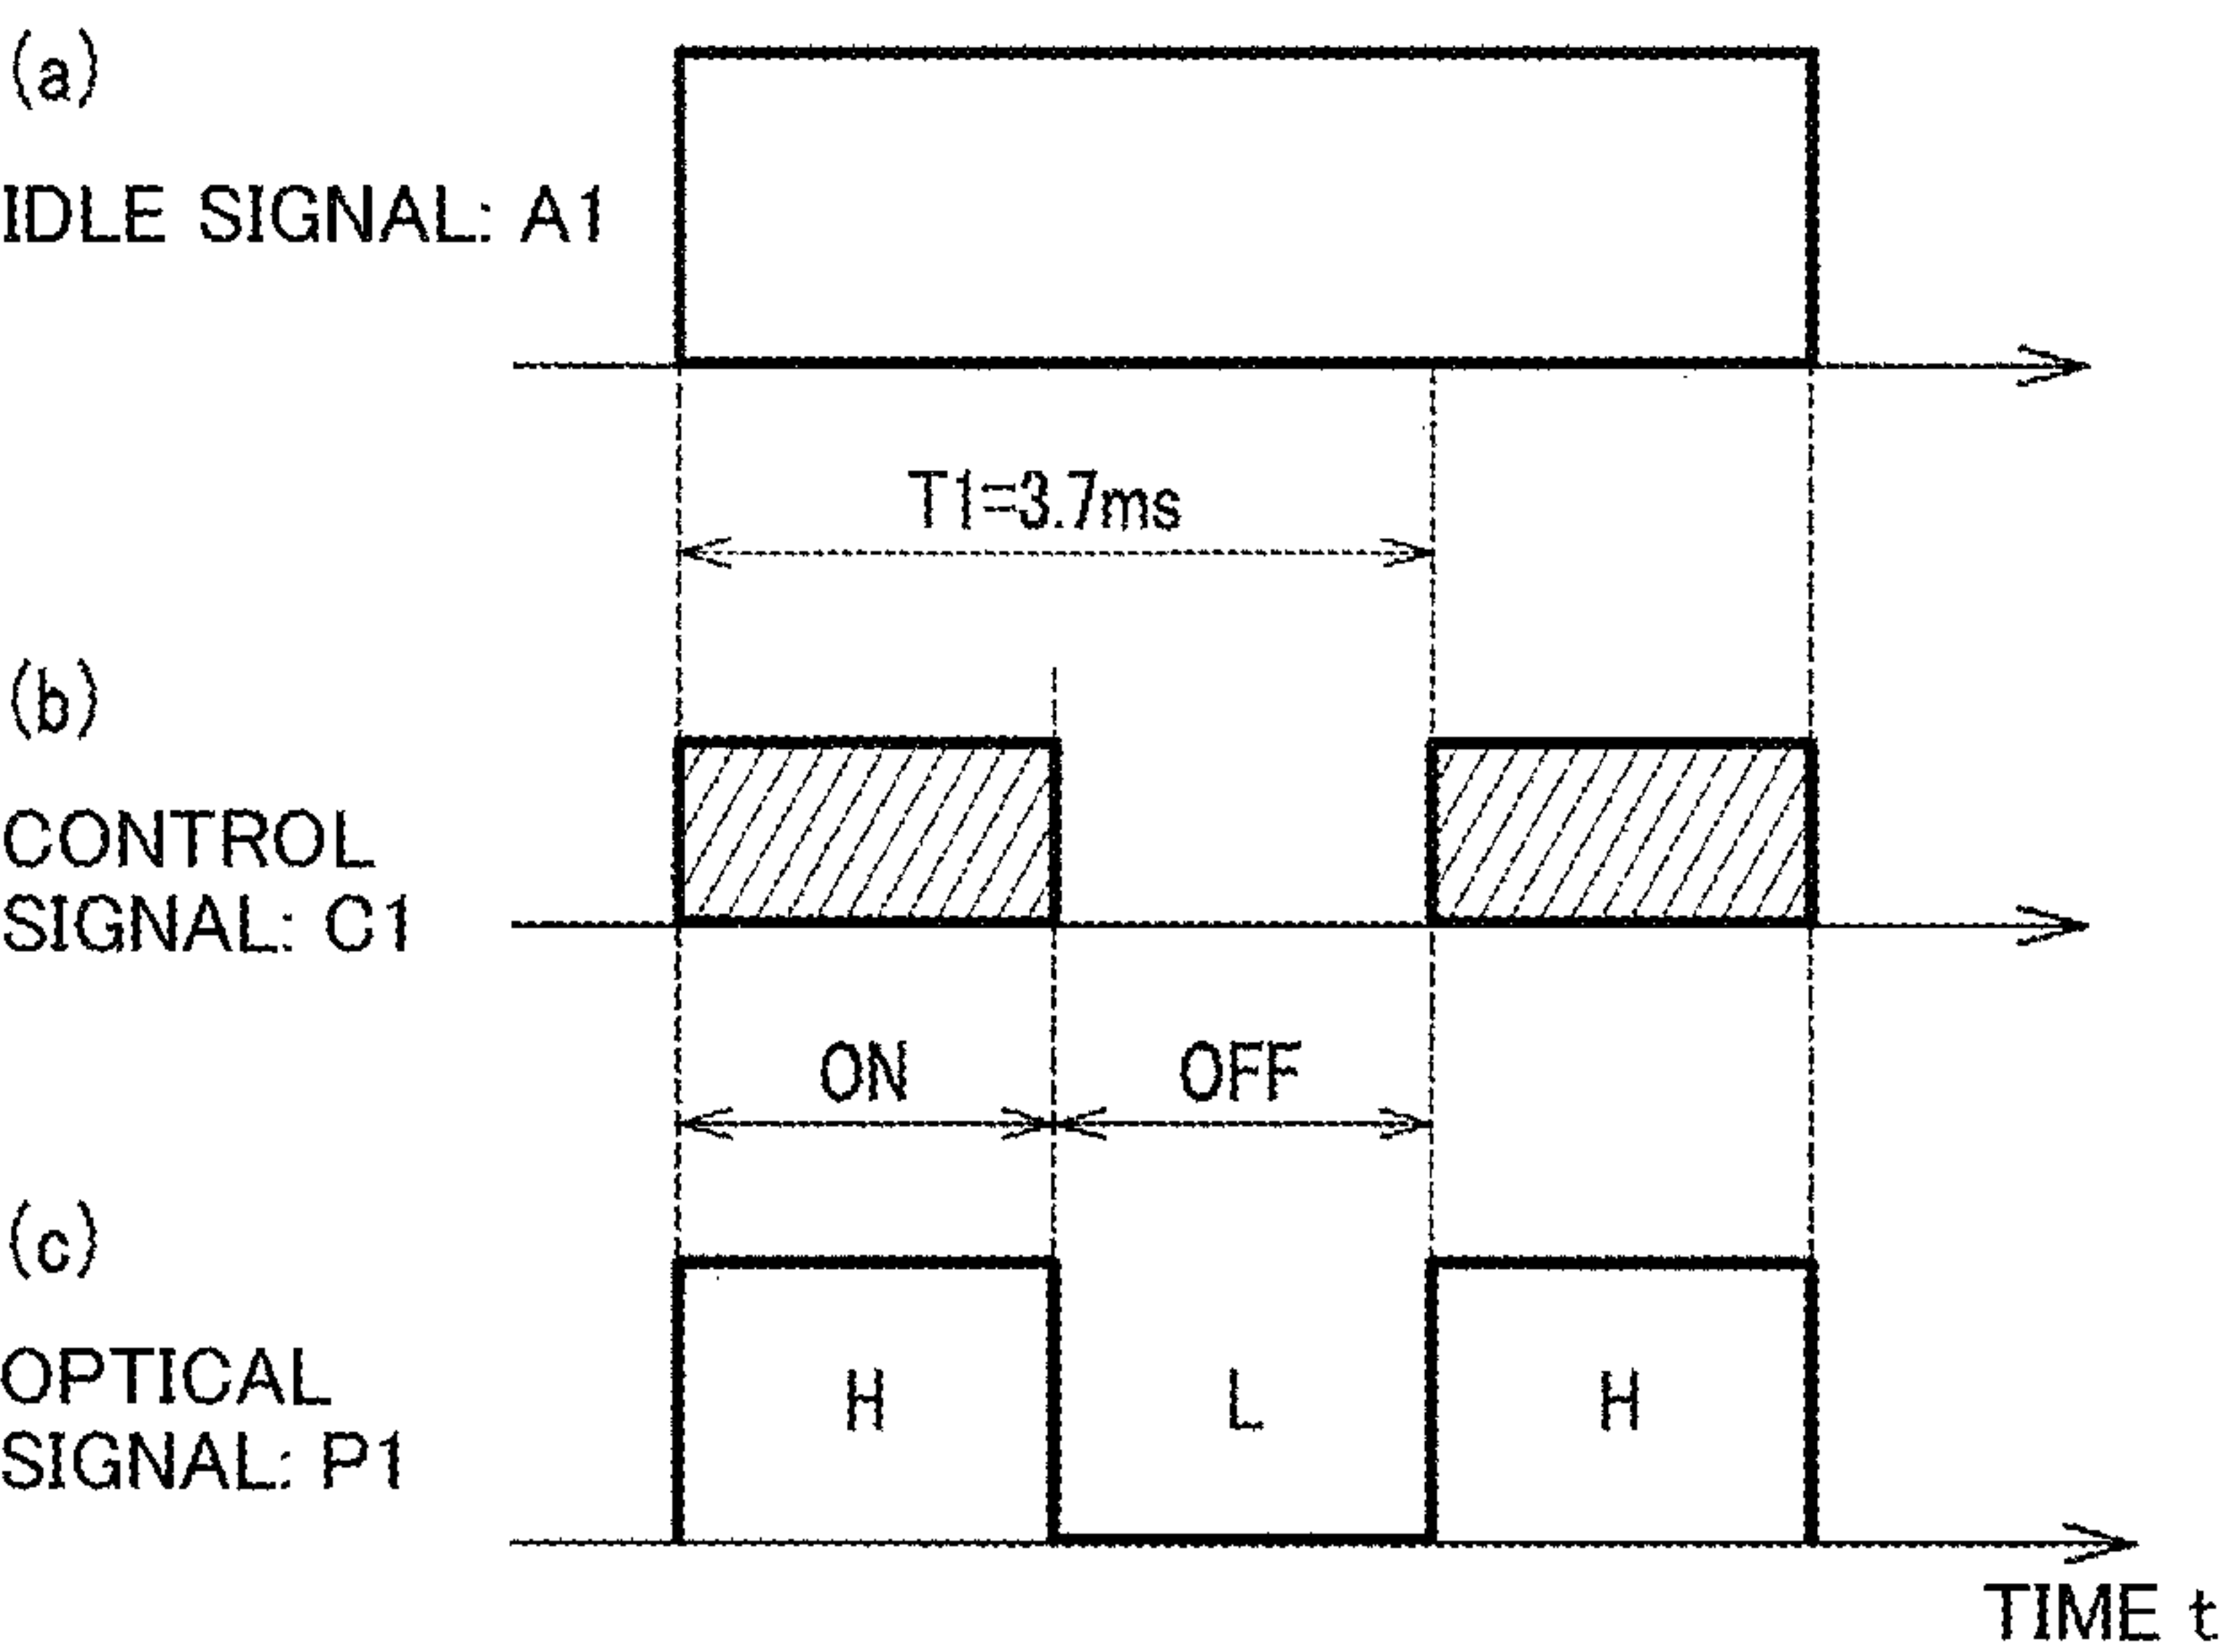 (a)
IDLE SIGNAL: A1
T1=3.7ms
(b)
CONTROL
SIGNAL: C1
ON OFF
(c)
OPTICAL
SIGNAL: P1
H L H
TIME t